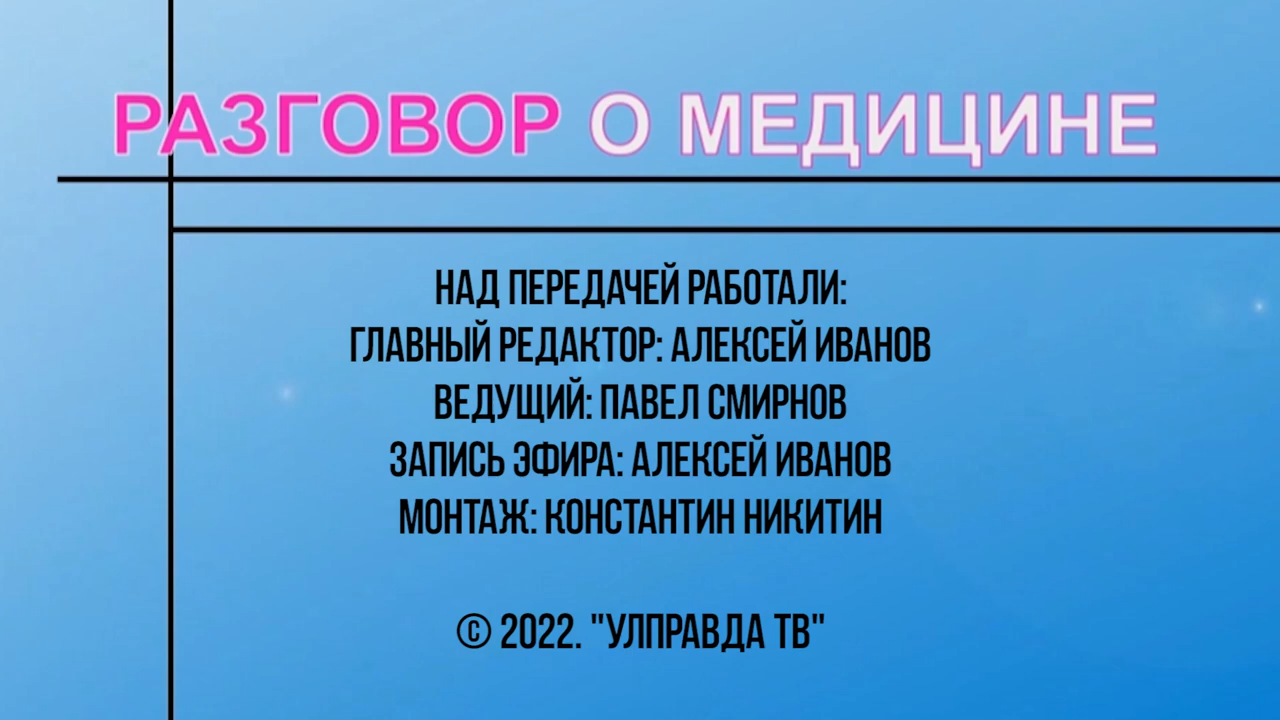 РАЗГОВОР О МЕДИЦИНЕ
НАД ПЕРЕДАЧЕЙ РАБОТАЛИ:
ГЛАВНЫЙ РЕДАКТОР: АЛЕКСЕЙ ИВАНОВ
ВЕДУЩИЙ: ПАВЕЛ СМИРНОВ
ЗАПИСЬ ЭФИРА: АЛЕКСЕЙ ИВАНОВ
МОНТАЖ: КОНСТАНТИН НИКИТИН
© 2022. "УЛПРАВДА ТВ"